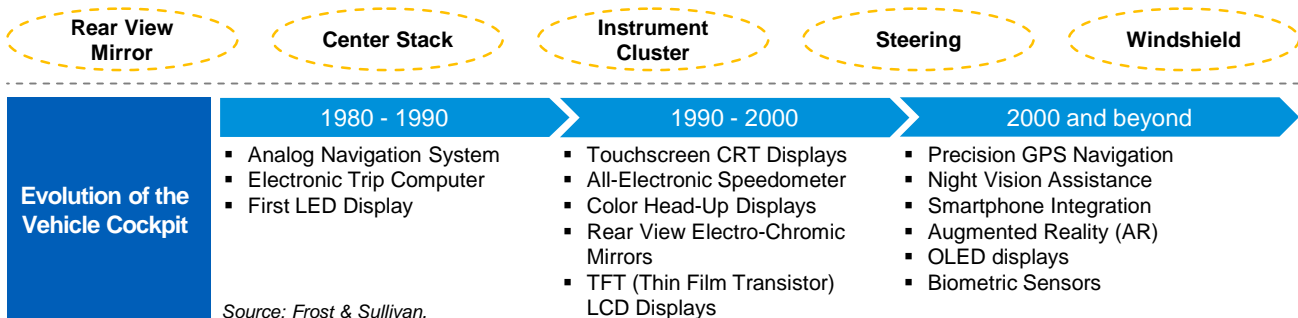 Rear View
Mirror
Center Stack
Instrument
Cluster
Steering
Windshield
Evolution of the
Vehicle Cockpit
1980 - 1990
▪ Analog Navigation System
▪ Electronic Trip Computer
▪ First LED Display
Source: Frost & Sullivan.
1990 - 2000
▪ Touchscreen CRT Displays
▪ All-Electronic Speedometer
▪ Color Head-Up Displays
▪ Rear View Electro-Chromic
Mirrors
▪ TFT (Thin Film Transistor)
LCD Displays
2000 and beyond
▪ Precision GPS Navigation
▪ Night Vision Assistance
▪ Smartphone Integration
▪ Augmented Reality (AR)
▪ OLED displays
▪ Biometric Sensors